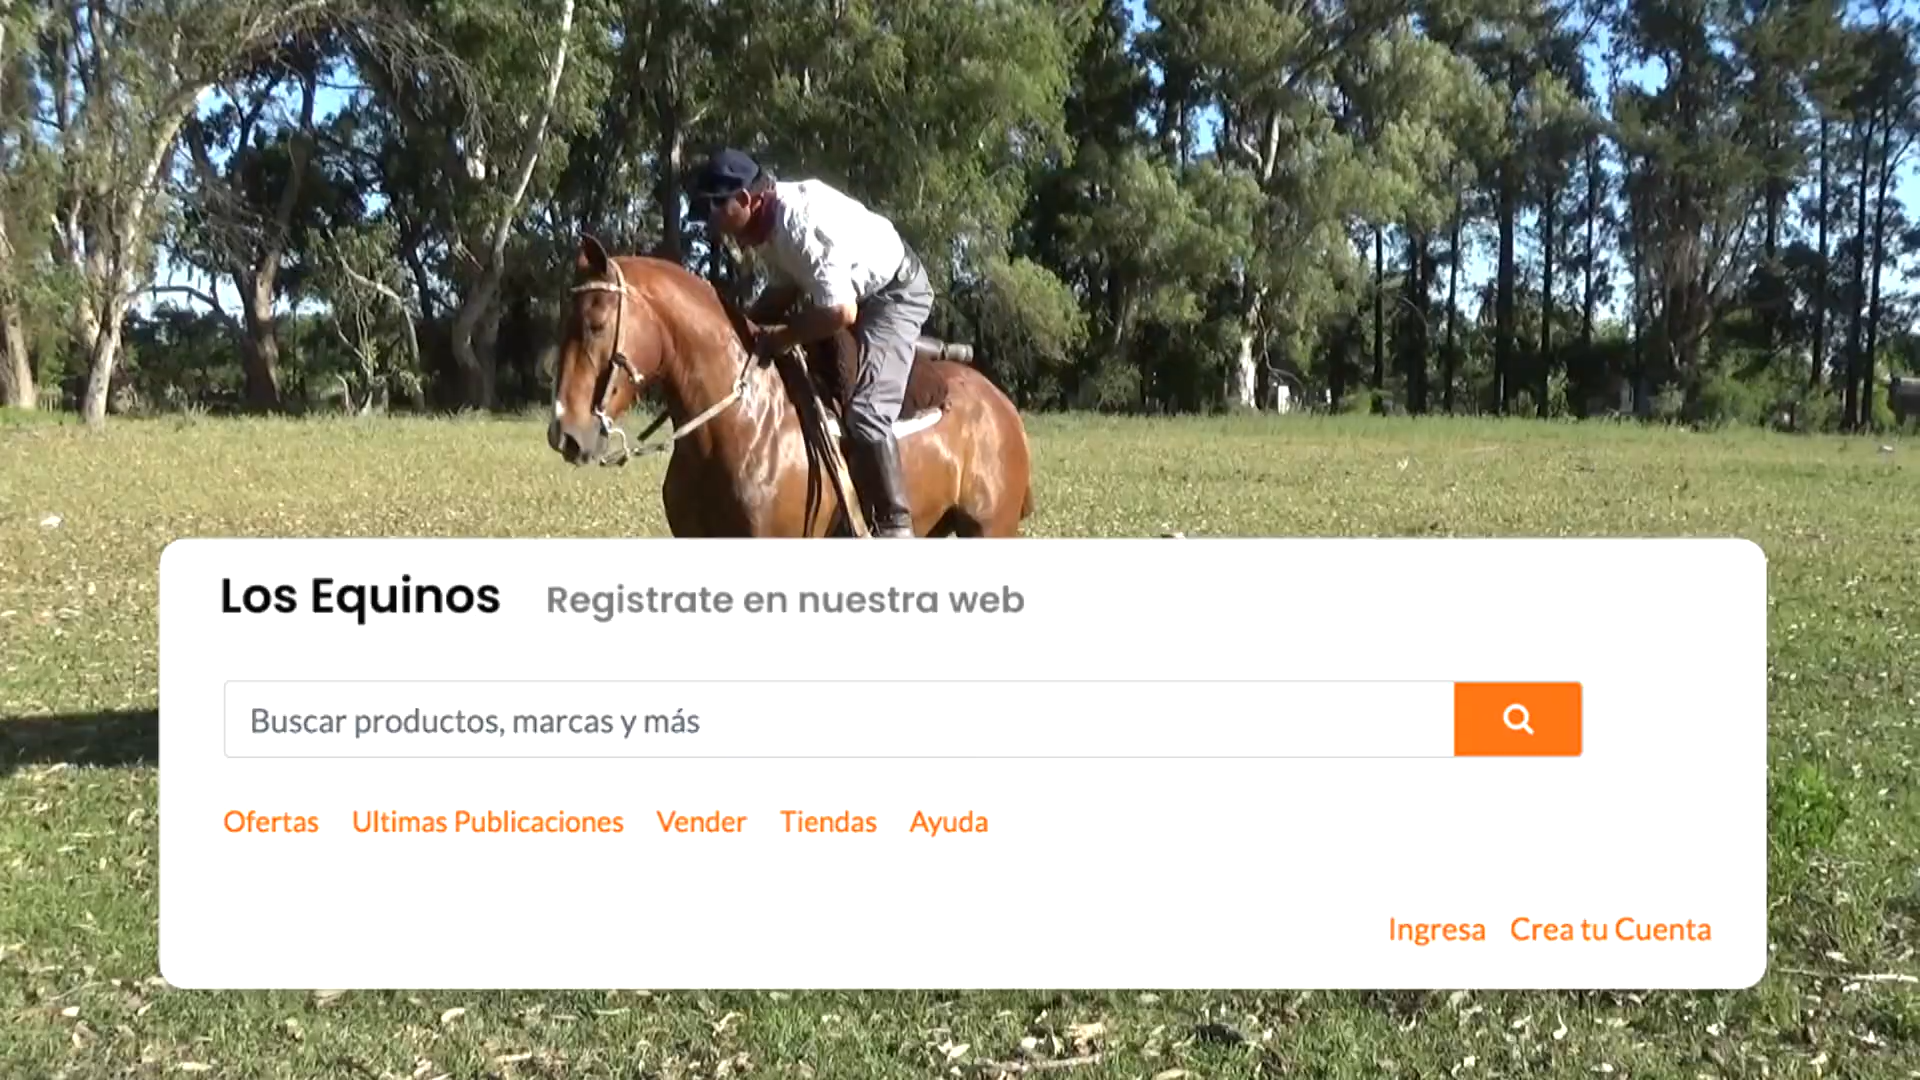 Los Equinos Registrate en nuestra web
Buscar productos, marcas y más
Ofertas Ultimas Publicaciones Vender Tiendas Ayuda
Ingresa Crea tu Cuenta